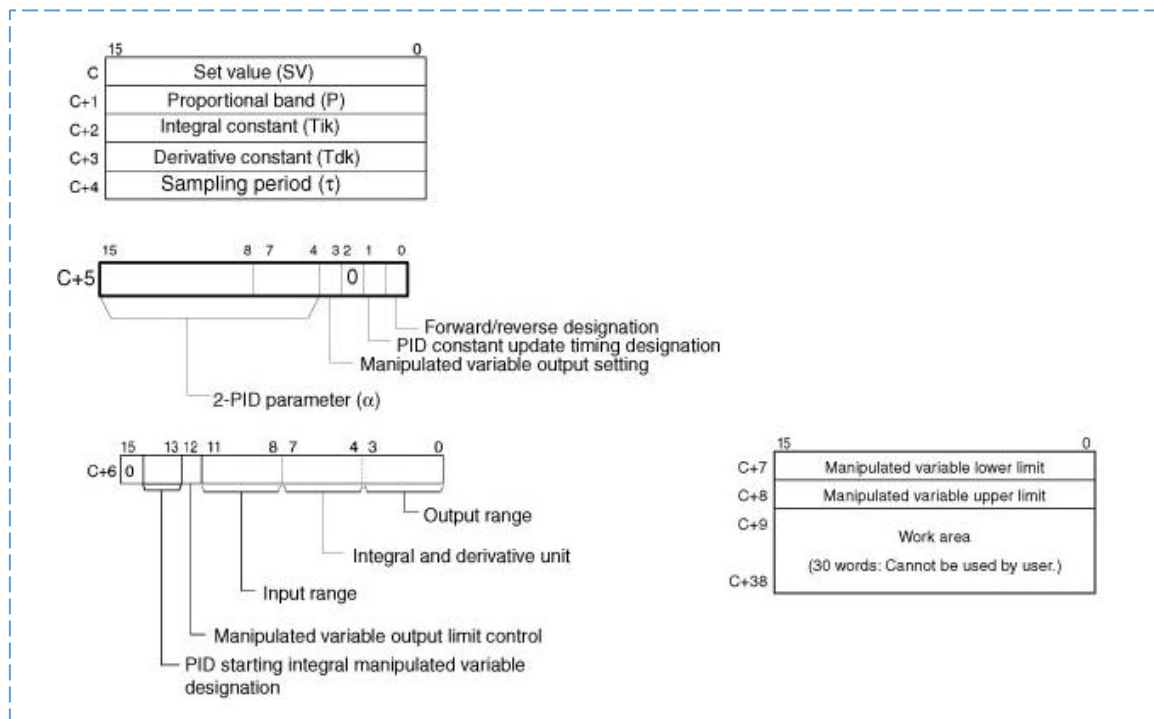 15 0
C Set value (SV)
C+1 Proportional band (P)
C+2 Integral constant (Tik)
C+3 Derivative constant (Tdk)
C+4 Sampling period (τ)
15 8 7 4 3 2 1 0
C+5 0
Forward/reverse designation
PID constant update timing designation
Manipulated variable output setting
2-PID parameter (α)
15 13 12 11 8 7 4 3 0
C+6 0
Output range
Integral and derivative unit
Input range
Manipulated variable output limit control
PID starting integral manipulated variable
designation
15 0
C+7 Manipulated variable lower limit
C+8 Manipulated variable upper limit
C+9
Work area
(30 words: Cannot be used by user.)
C+38